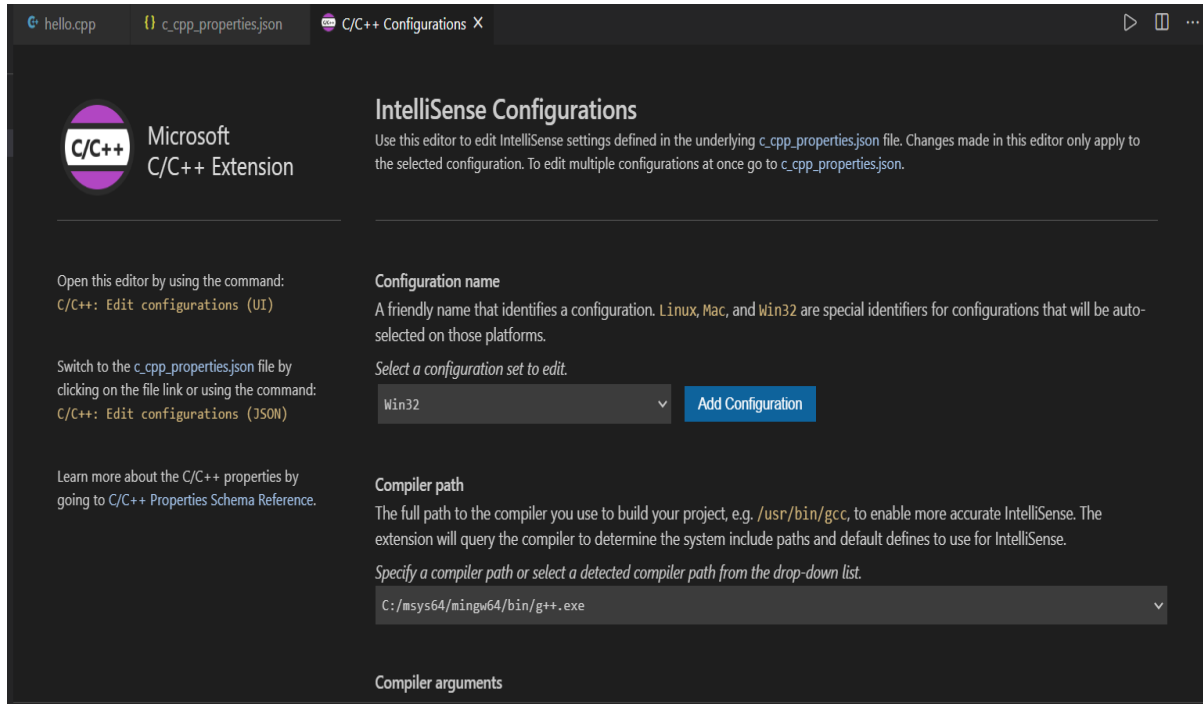 hello.cpp
{} c_cpp_properties.json
C/C++ Configurations
C/C++
Microsoft
C/C++ Extension
Open this editor by using the command:
C/C++: Edit configurations (UI)
Switch to the c_cpp_properties.json file by
clicking on the file link or using the command:
C/C++: Edit configurations (JSON)
Learn more about the C/C++ properties by
going to C/C++ Properties Schema Reference.
IntelliSense Configurations
Use this editor to edit IntelliSense settings defined in the underlying c_cpp_properties.json file. Changes made in this editor only apply to
the selected configuration. To edit multiple configurations at once go to c_cpp_properties.json.
Configuration name
A friendly name that identifies a configuration. Linux, Mac, and Win32 are special identifiers for configurations that will be auto-
selected on those platforms.
Select a configuration set to edit.
Win32
Add Configuration
Compiler path
The full path to the compiler you use to build your project, e.g. /usr/bin/gcc, to enable more accurate IntelliSense. The
extension will query the compiler to determine the system include paths and default defines to use for IntelliSense.
Specify a compiler path or select a detected compiler path from the drop-down list.
C:/msys64/mingw64/bin/g++.exe
Compiler arguments